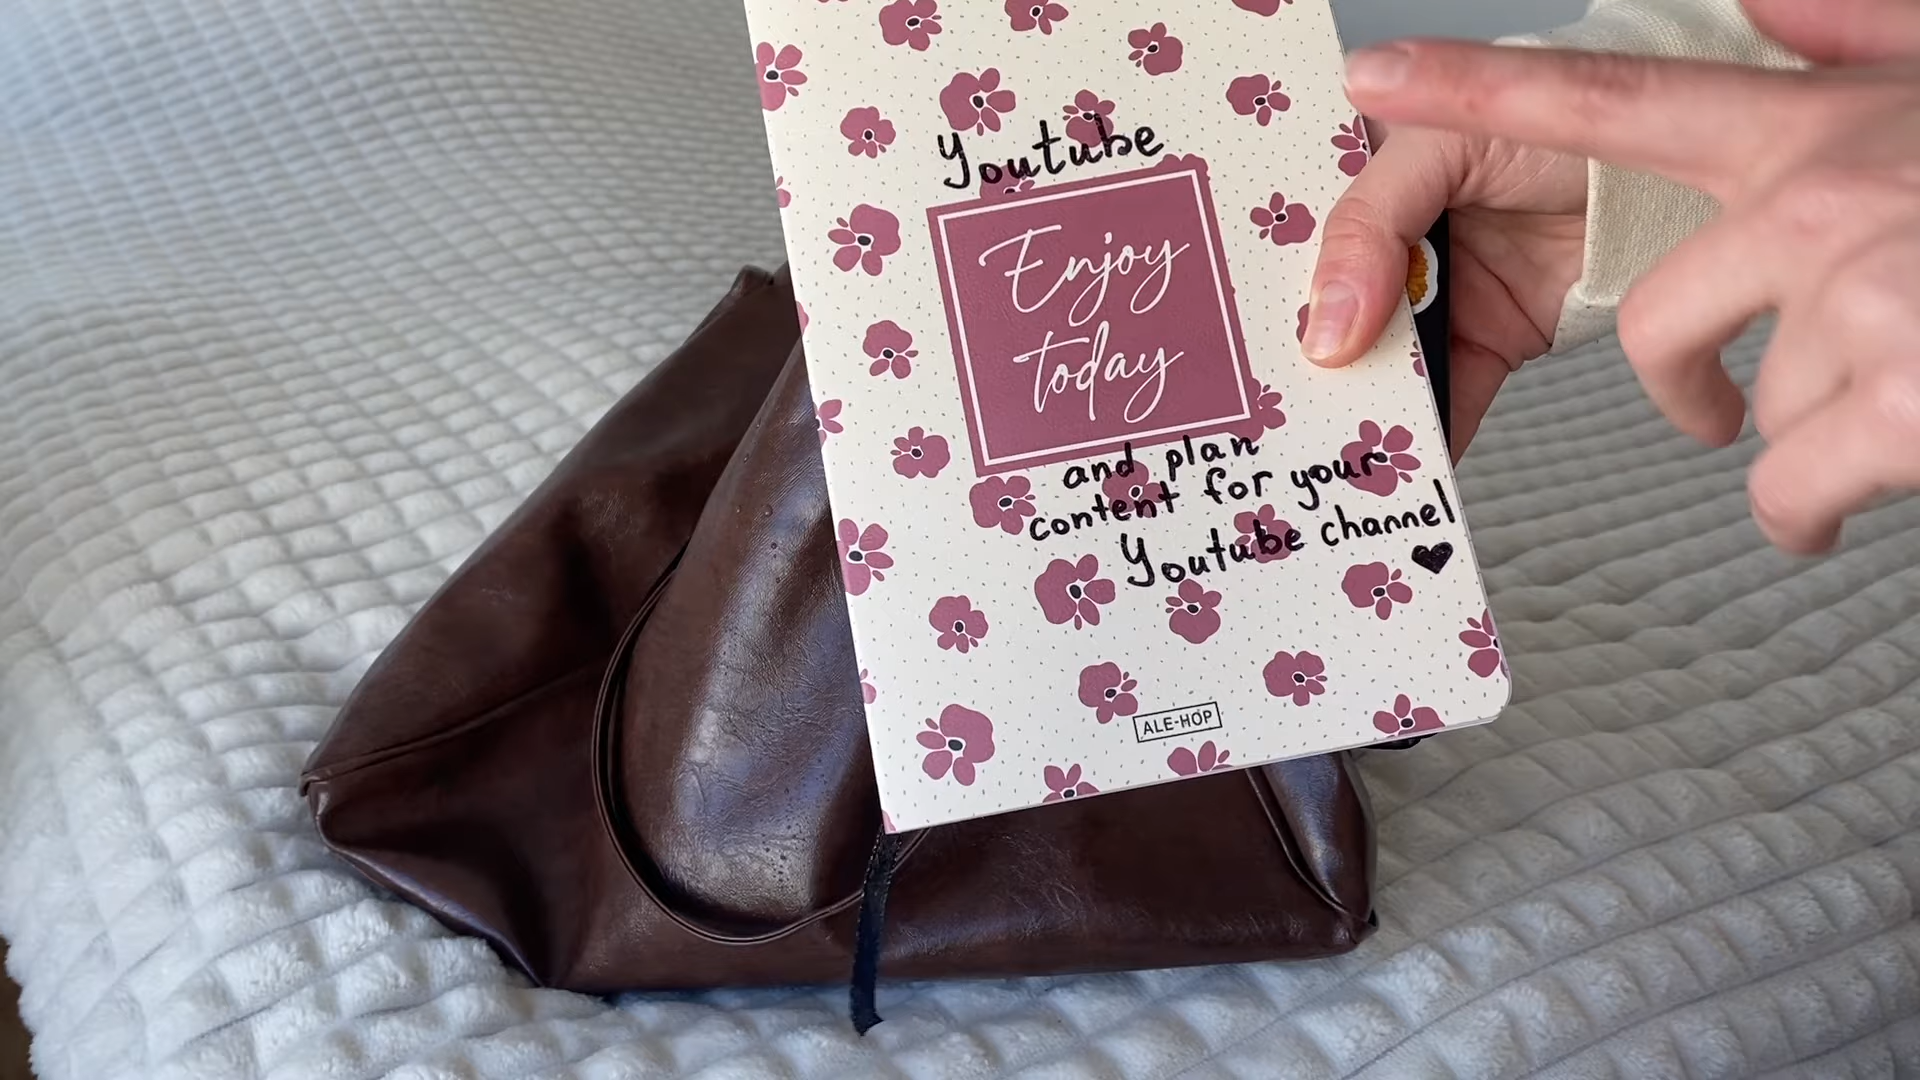 Youtube
Enjoy
today
and plan
content for your
Youtube channel
ALE-HOP